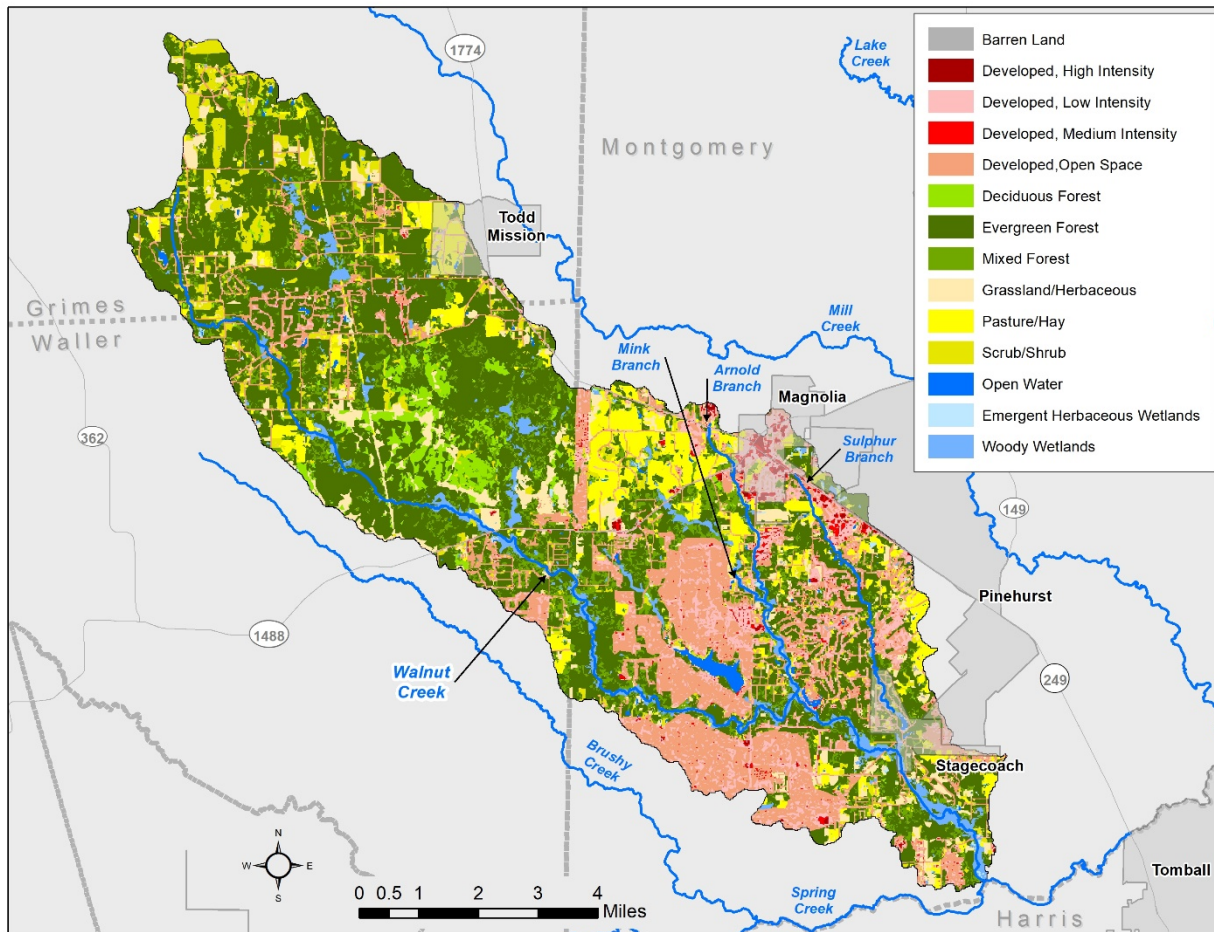 1774
Lake
Creek
Montgomery
Todd
Mission
Grimes
Waller
Mill
Creek
Mink
Branch
Arnold
Branch
Magnolia
Sulphur
Branch
362
149
Pinehurst
1488
Walnut
Creek
249
Brushy
Creek
Stagecoach
Tomball
Spring
Creek
Harris
N
W E
S
0 0.5 1 2 3 4
Miles
Barren Land
Developed, High Intensity
Developed, Low Intensity
Developed, Medium Intensity
Developed,Open Space
Deciduous Forest
Evergreen Forest
Mixed Forest
Grassland/Herbaceous
Pasture/Hay
Scrub/Shrub
Open Water
Emergent Herbaceous Wetlands
Woody Wetlands